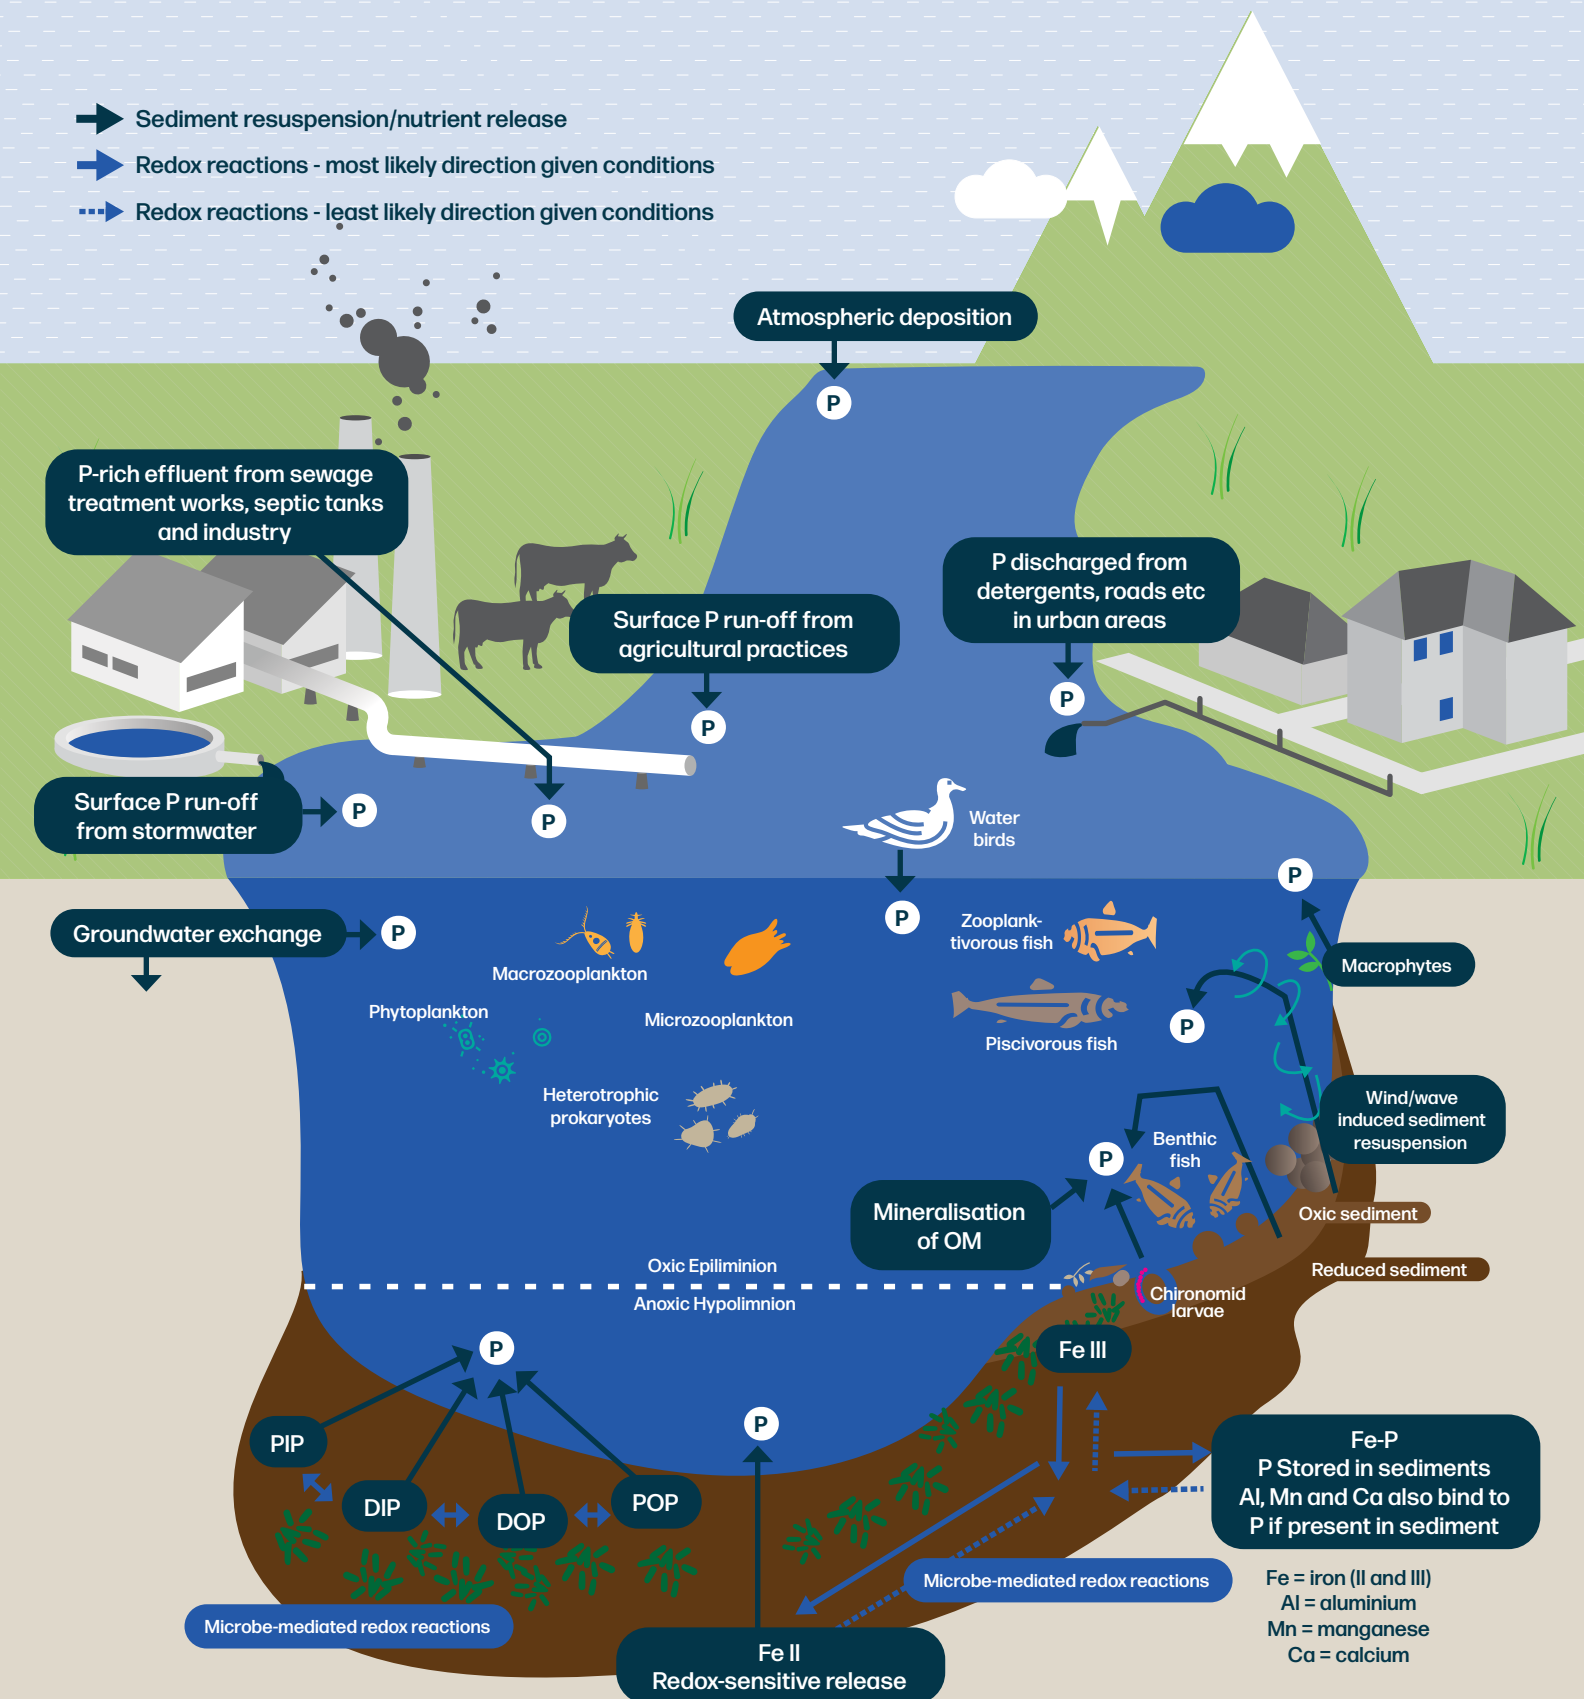 Sediment resuspension/nutrient release
Redox reactions - most likely direction given conditions
Redox reactions - least likely direction given conditions
Atmospheric deposition
P
P-rich effluent from sewage
treatment works, septic tanks
and industry
P discharged from
detergents, roads etc
in urban areas
Surface P run-off from
agricultural practices
P
P
Surface P run-off
from stormwater
P
P
Water
birds
P
Groundwater exchange
P
P
Zooplank-
tivorous fish
Macrophytes
Macrozooplankton
Phytoplankton
Microzooplankton
P
Piscivorous fish
Heterotrophic
prokaryotes
Wind/wave
induced sediment
resuspension
Benthic
fish
P
Mineralisation
of OM
Oxic sediment
Reduced sediment
Oxic Epiliminion
Anoxic Hypolimnion
Chironomid
larvae
P
Fe III
P
PIP
DIP
DOP
POP
Fe-P
P Stored in sediments
Al, Mn and Ca also bind to
P if present in sediment
Microbe-mediated redox reactions
Microbe-mediated redox reactions
Fe = iron (II and III)
Al = aluminium
Mn = manganese
Ca = calcium
Fe II
Redox-sensitive release